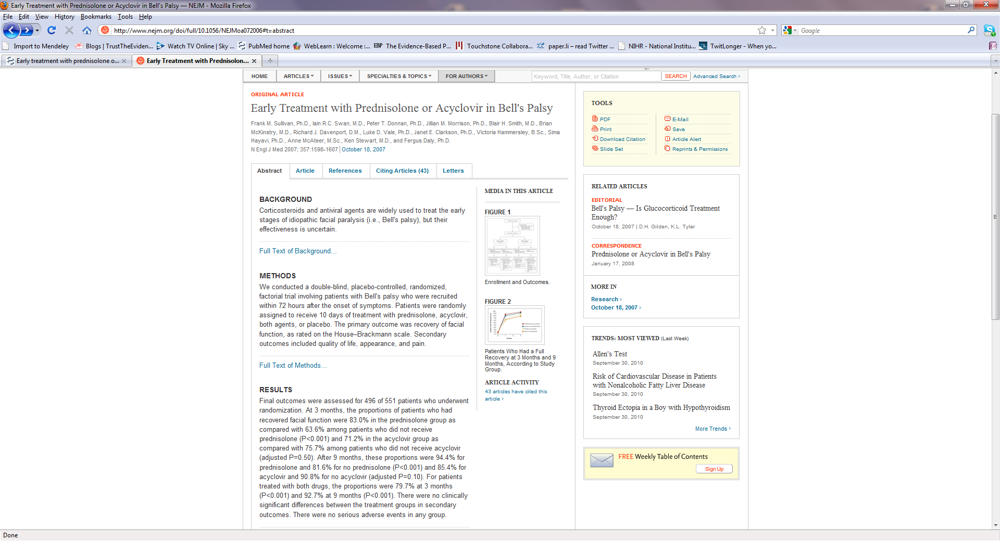 Early Treatment with Prednisolone or Acyclovir in Bell's Palsy — NEJM - Mozilla Firefox
File Edit View History Bookmarks Tools Help
http://www.nejm.org/doi/full/10.1056/NEJMoa072006#t=abstract
Google
Import to Mendeley Blogs | TrustTheEviden... Watch TV Online | Sky ... PubMed home WebLearn : Welcome :... EBP The Evidence-Based P... Touchstone Collabora... paper.li – read Twitter ... NIHR - National Institu... TwitLonger - When yo...
Early treatment with prednisolone o... Early Treatment with Prednisolon...
HOME ARTICLES ISSUES SPECIALTIES & TOPICS FOR AUTHORS Keyword, Title, Author, or Citation SEARCH Advanced Search
ORIGINAL ARTICLE
Early Treatment with Prednisolone or Acyclovir in Bell's Palsy
Frank M. Sullivan, Ph.D., Iain R.C. Swan, M.D., Peter T. Donnan, Ph.D., Jillian M. Morrison, Ph.D., Blair H. Smith, M.D., Brian
McKinstry, M.D., Richard J. Davenport, D.M., Luke D. Vale, Ph.D., Janet E. Clarkson, Ph.D., Victoria Hammersley, B.Sc., Sima
Hayavi, Ph.D., Anne McAteer, M.Sc., Ken Stewart, M.D., and Fergus Daly, Ph.D.
N Engl J Med 2007; 357:1598-1607 | October 18, 2007
Abstract Article References Citing Articles (43) Letters
BACKGROUND
Corticosteroids and antiviral agents are widely used to treat the early
stages of idiopathic facial paralysis (i.e., Bell's palsy), but their
effectiveness is uncertain.
Full Text of Background...
METHODS
We conducted a double-blind, placebo-controlled, randomized,
factorial trial involving patients with Bell's palsy who were recruited
within 72 hours after the onset of symptoms. Patients were randomly
assigned to receive 10 days of treatment with prednisolone, acyclovir,
both agents, or placebo. The primary outcome was recovery of facial
function, as rated on the House–Brackmann scale. Secondary
outcomes included quality of life, appearance, and pain.
Full Text of Methods...
RESULTS
Final outcomes were assessed for 496 of 551 patients who underwent
randomization. At 3 months, the proportions of patients who had
recovered facial function were 83.0% in the prednisolone group as
compared with 63.6% among patients who did not receive
prednisolone (P<0.001) and 71.2% in the acyclovir group as
compared with 75.7% among patients who did not receive acyclovir
(adjusted P=0.50). After 9 months, these proportions were 94.4% for
prednisolone and 81.6% for no prednisolone (P<0.001) and 85.4% for
acyclovir and 90.8% for no acyclovir (adjusted P=0.10). For patients
treated with both drugs, the proportions were 79.7% at 3 months
(P<0.001) and 92.7% at 9 months (P<0.001). There were no clinically
significant differences between the treatment groups in secondary
outcomes. There were no serious adverse events in any group.
MEDIA IN THIS ARTICLE
FIGURE 1
Enrollment and Outcomes.
FIGURE 2
Patients Who Had a Full
Recovery at 3 Months and 9
Months, According to Study
Group.
ARTICLE ACTIVITY
43 articles have cited this
article
TOOLS
PDF
Print
Download Citation
Slide Set
E-Mail
Save
Article Alert
Reprints & Permissions
RELATED ARTICLES
EDITORIAL
Bell's Palsy — Is Glucocorticoid Treatment
Enough?
October 18, 2007 | D.H. Gilden, K.L. Tyler
CORRESPONDENCE
Prednisolone or Acyclovir in Bell's Palsy
January 17, 2008
MORE IN
Research
October 18, 2007
TRENDS: MOST VIEWED (Last Week)
Allen's Test
September 30, 2010
Risk of Cardiovascular Disease in Patients
with Nonalcoholic Fatty Liver Disease
September 30, 2010
Thyroid Ectopia in a Boy with Hypothyroidism
September 30, 2010
More Trends
FREE Weekly Table of Contents
Sign Up
Done